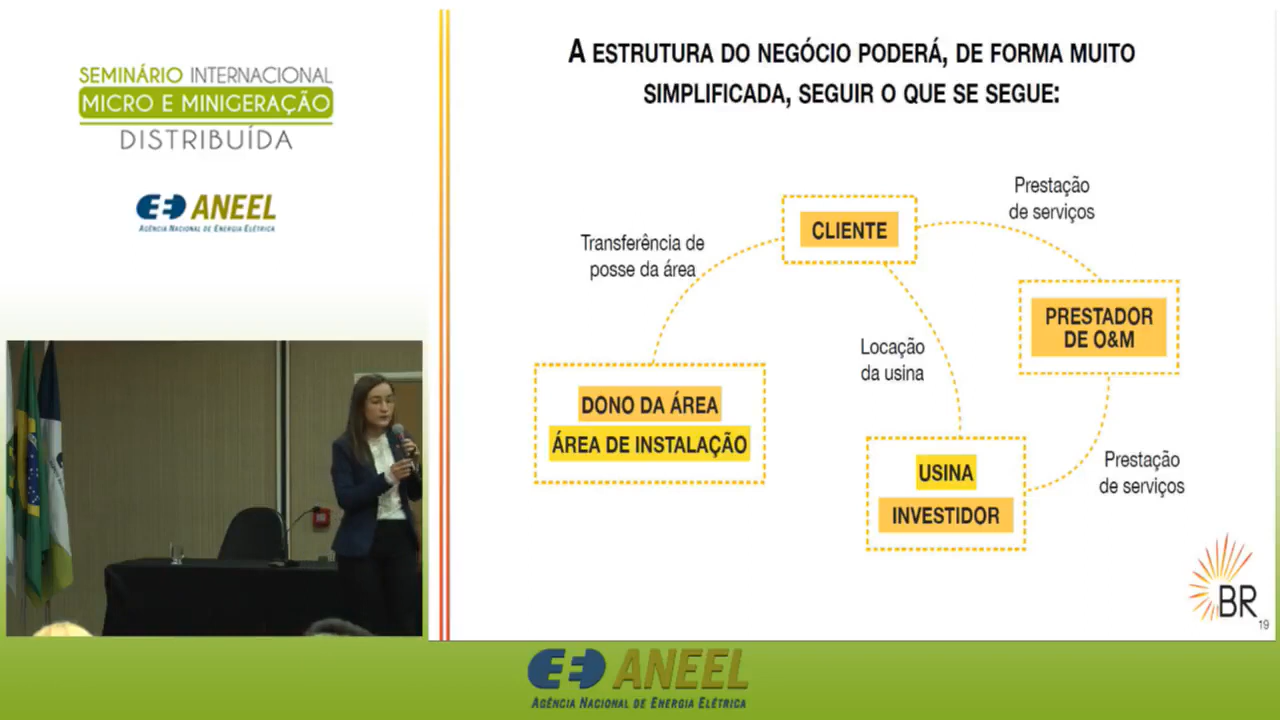 SEMINÁRIO INTERNACIONAL
MICRO E MINIGERAÇÃO
DISTRIBUÍDA
ANEEL
AGÊNCIA NACIONAL DE ENERGIA ELÉTRICA
A ESTRUTURA DO NEGÓCIO PODERÁ, DE FORMA MUITO
SIMPLIFICADA, SEGUIR O QUE SE SEGUE:
Prestação
de serviços
CLIENTE
Transferência de
posse da área
PRESTADOR
DE O&M
Locação
da usina
DONO DA ÁREA
ÁREA DE INSTALAÇÃO
USINA
INVESTIDOR
Prestação
de serviços
BR
19
ANEEL
AGÊNCIA NACIONAL DE ENERGIA ELÉTRICA